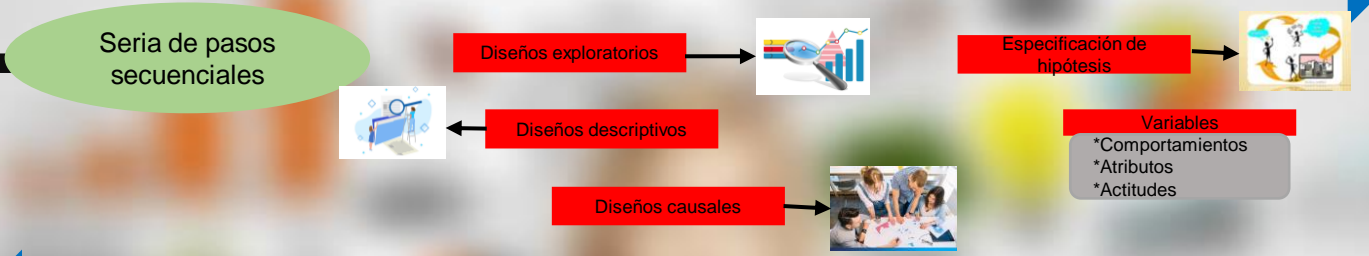 Seria de pasos
secuenciales
Diseños exploratorios
Diseños descriptivos
Diseños causales
Especificación de
hipótesis
Variables
*Comportamientos
*Atributos
*Actitudes